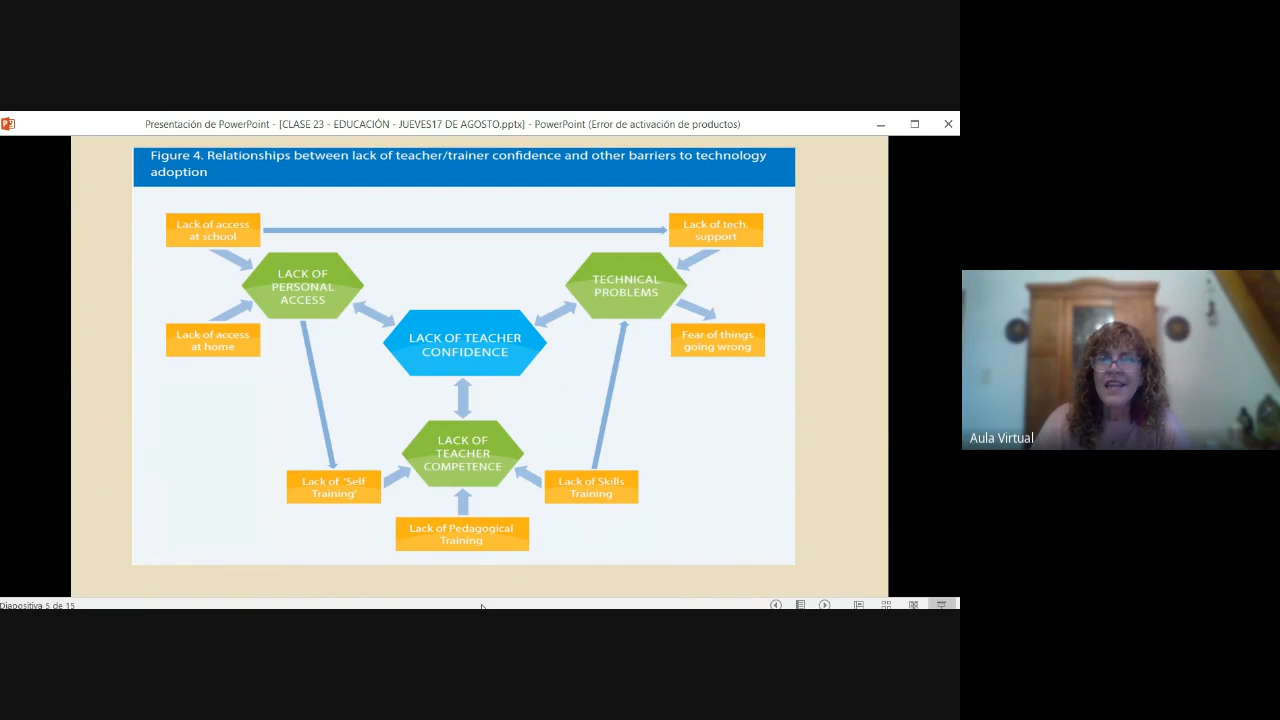 Presentación de PowerPoint - [CLASE 23 - EDUCACIÓN - JUEVES17 DE AGOSTO.pptx] - PowerPoint (Error de activación de productos)
Figure 4. Relationships between lack of teacher/trainer confidence and other barriers to technology
adoption
Lack of access
at school
Lack of tech.
support
LACK OF
PERSONAL
ACCESS
TECHNICAL
PROBLEMS
Lack of access
at home
LACK OF TEACHER
CONFIDENCE
Fear of things
going wrong
LACK OF
TEACHER
COMPETENCE
Lack of 'Self
Training'
Lack of Skills
Training
Lack of Pedagogical
Training
Diapositiva 5 de 15
Aula Virtual